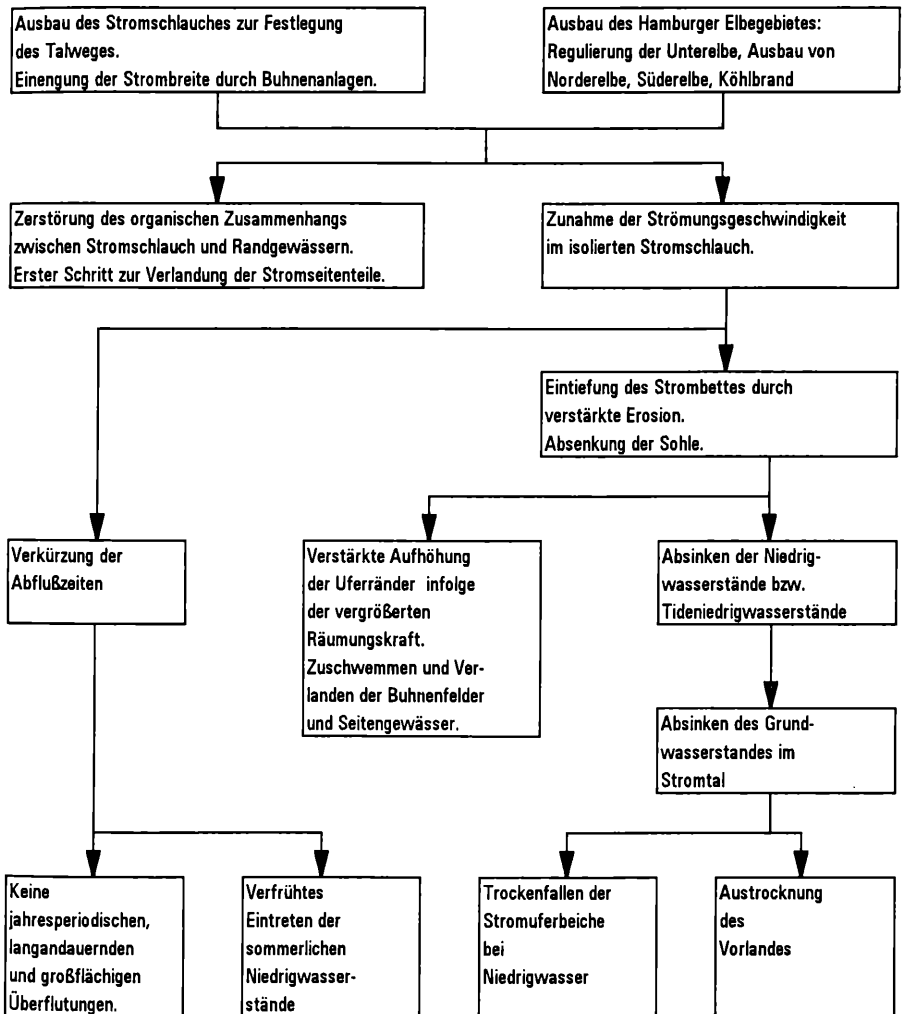 Ausbau des Stromschlauches zur Festlegung
des Talweges.
Einengung der Strombreite durch Buhnenanlagen.
Ausbau des Hamburger Elbegebietes:
Regulierung der Unterelbe, Ausbau von
Norderelbe, Süderelbe, Köhlbrand
Zerstörung des organischen Zusammenhangs
zwischen Stromschlauch und Randgewässern.
Erster Schritt zur Verlandung der Stromseitenteile.
Zunahme der Strömungsgeschwindigkeit
im isolierten Stromschlauch.
Eintiefung des Strombettes durch
verstärkte Erosion.
Absenkung der Sohle.
Verkürzung der
Abflußzeiten
Verstärkte Aufhöhung
der Uferränder infolge
der vergrößerten
Räumungskraft.
Zuschwemmen und Ver-
landen der Buhnenfelder
und Seitengewässer.
Absinken der Niedrig-
wasserstände bzw.
Tideniedrigwasserstände
Absinken des Grund-
wasserstandes im
Stromtal
Keine
jahresperiodischen,
langandauernden
und großflächigen
Überflutungen.
Verfrühtes
Eintreten der
sommerlichen
Niedrigwasser-
stände
Trockenfallen der
Stromuferbeiche
bei
Niedrigwasser
Austrocknung
des
Vorlandes